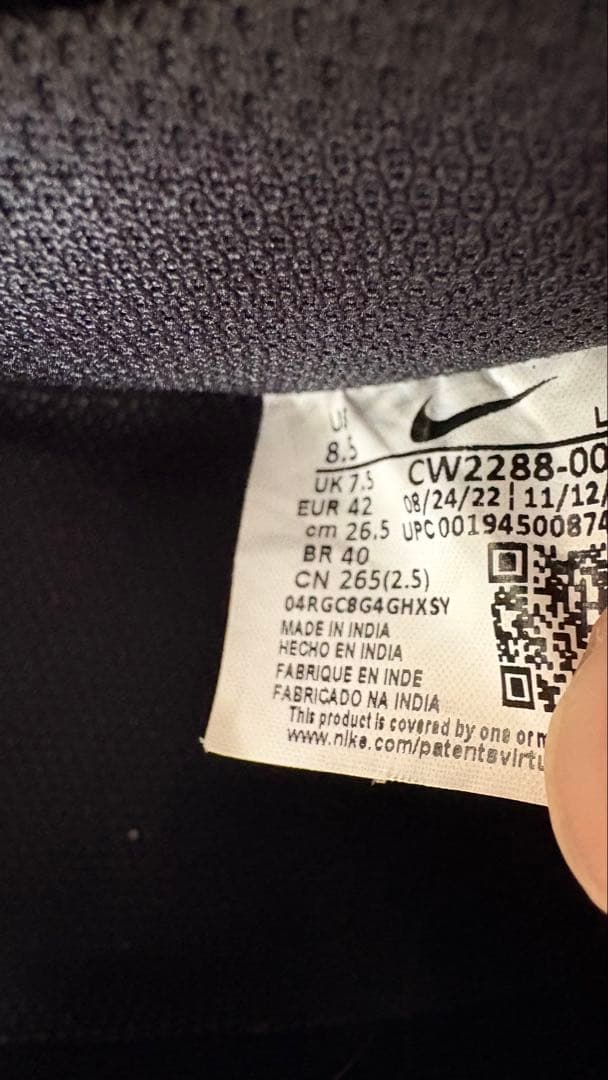 8.5
UK 7.5
EUR 42
cm 26.5
BR 40
CN 265(2.5)
04RGC8G4GHXSY
MADE IN INDIA
HECHO EN INDIA
FABRIQUE EN INDE
FABRICADO NA INDIA
This product is covered by one or
www.nike.com/patentsvirtu
CW2288-00
08/24/22 | 11/12/
UPC00194500874